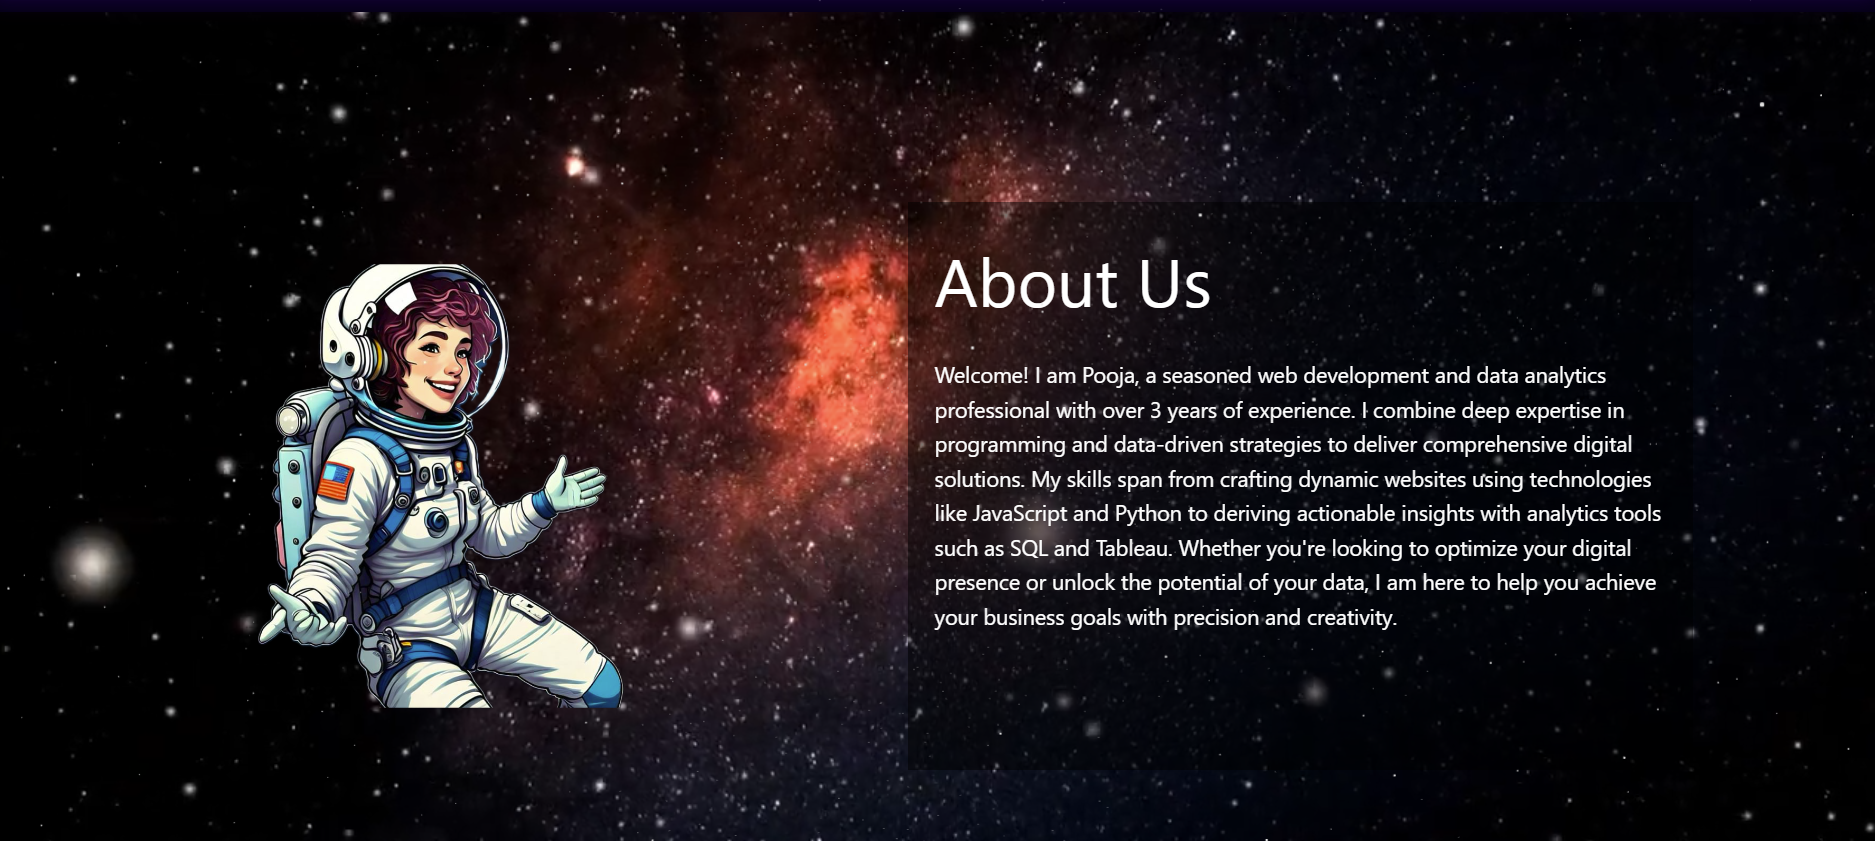 About Us
Welcome! I am Pooja, a seasoned web development and data analytics
professional with over 3 years of experience. I combine deep expertise in
programming and data-driven strategies to deliver comprehensive digital
solutions. My skills span from crafting dynamic websites using technologies
like JavaScript and Python to deriving actionable insights with analytics tools
such as SQL and Tableau. Whether you're looking to optimize your digital
presence or unlock the potential of your data, I am here to help you achieve
your business goals with precision and creativity.